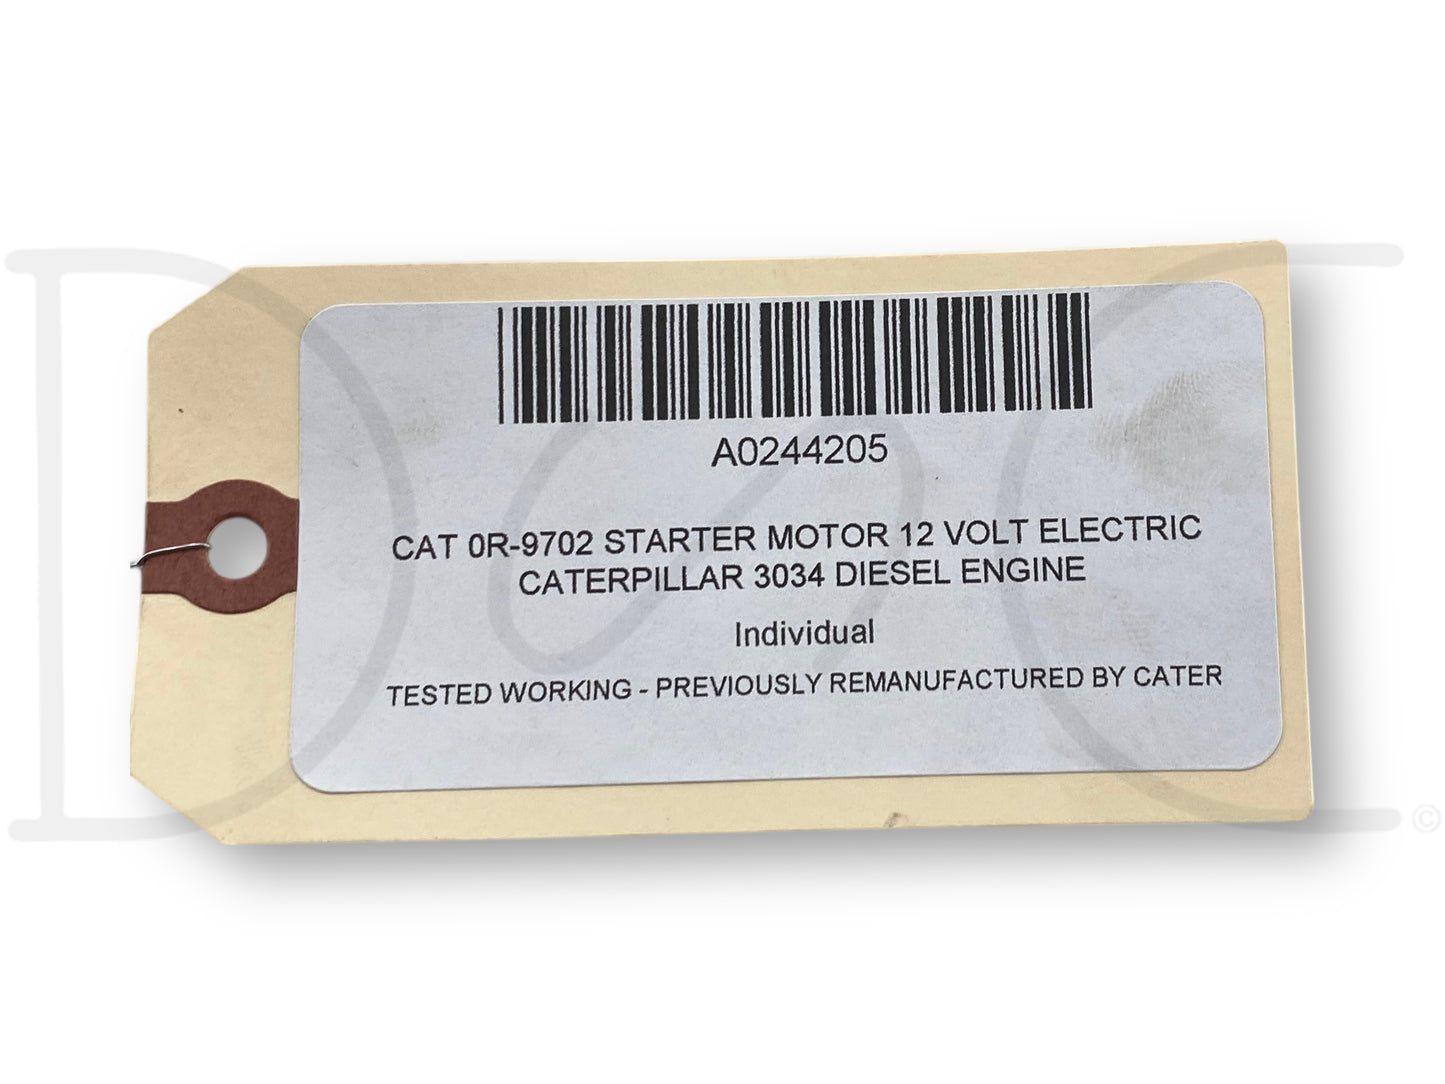 A0244205
CAT 0R-9702 STARTER MOTOR 12 VOLT ELECTRIC
CATERPILLAR 3034 DIESEL ENGINE
Individual
TESTED WORKING - PREVIOUSLY REMANUFACTURED BY CATER
D C
©